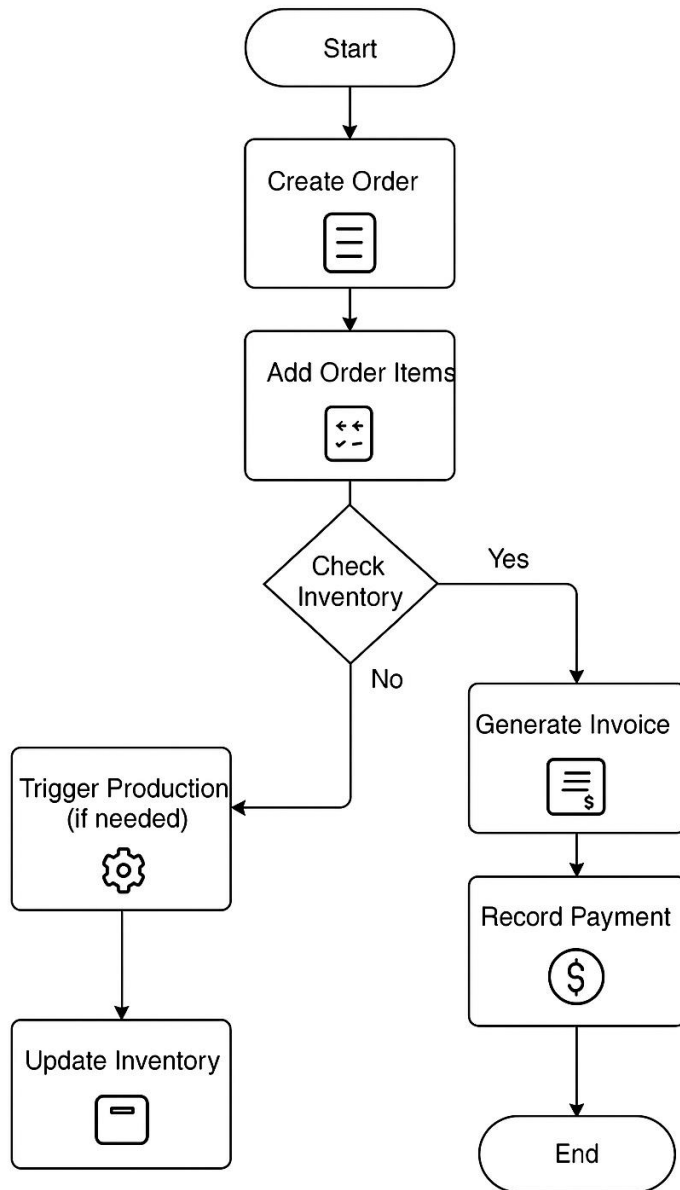 Start
Create Order
Add Order Items
Check
Inventory
Yes
No
Generate Invoice
$
Trigger Production
(if needed)
Record Payment
$
Update Inventory
End